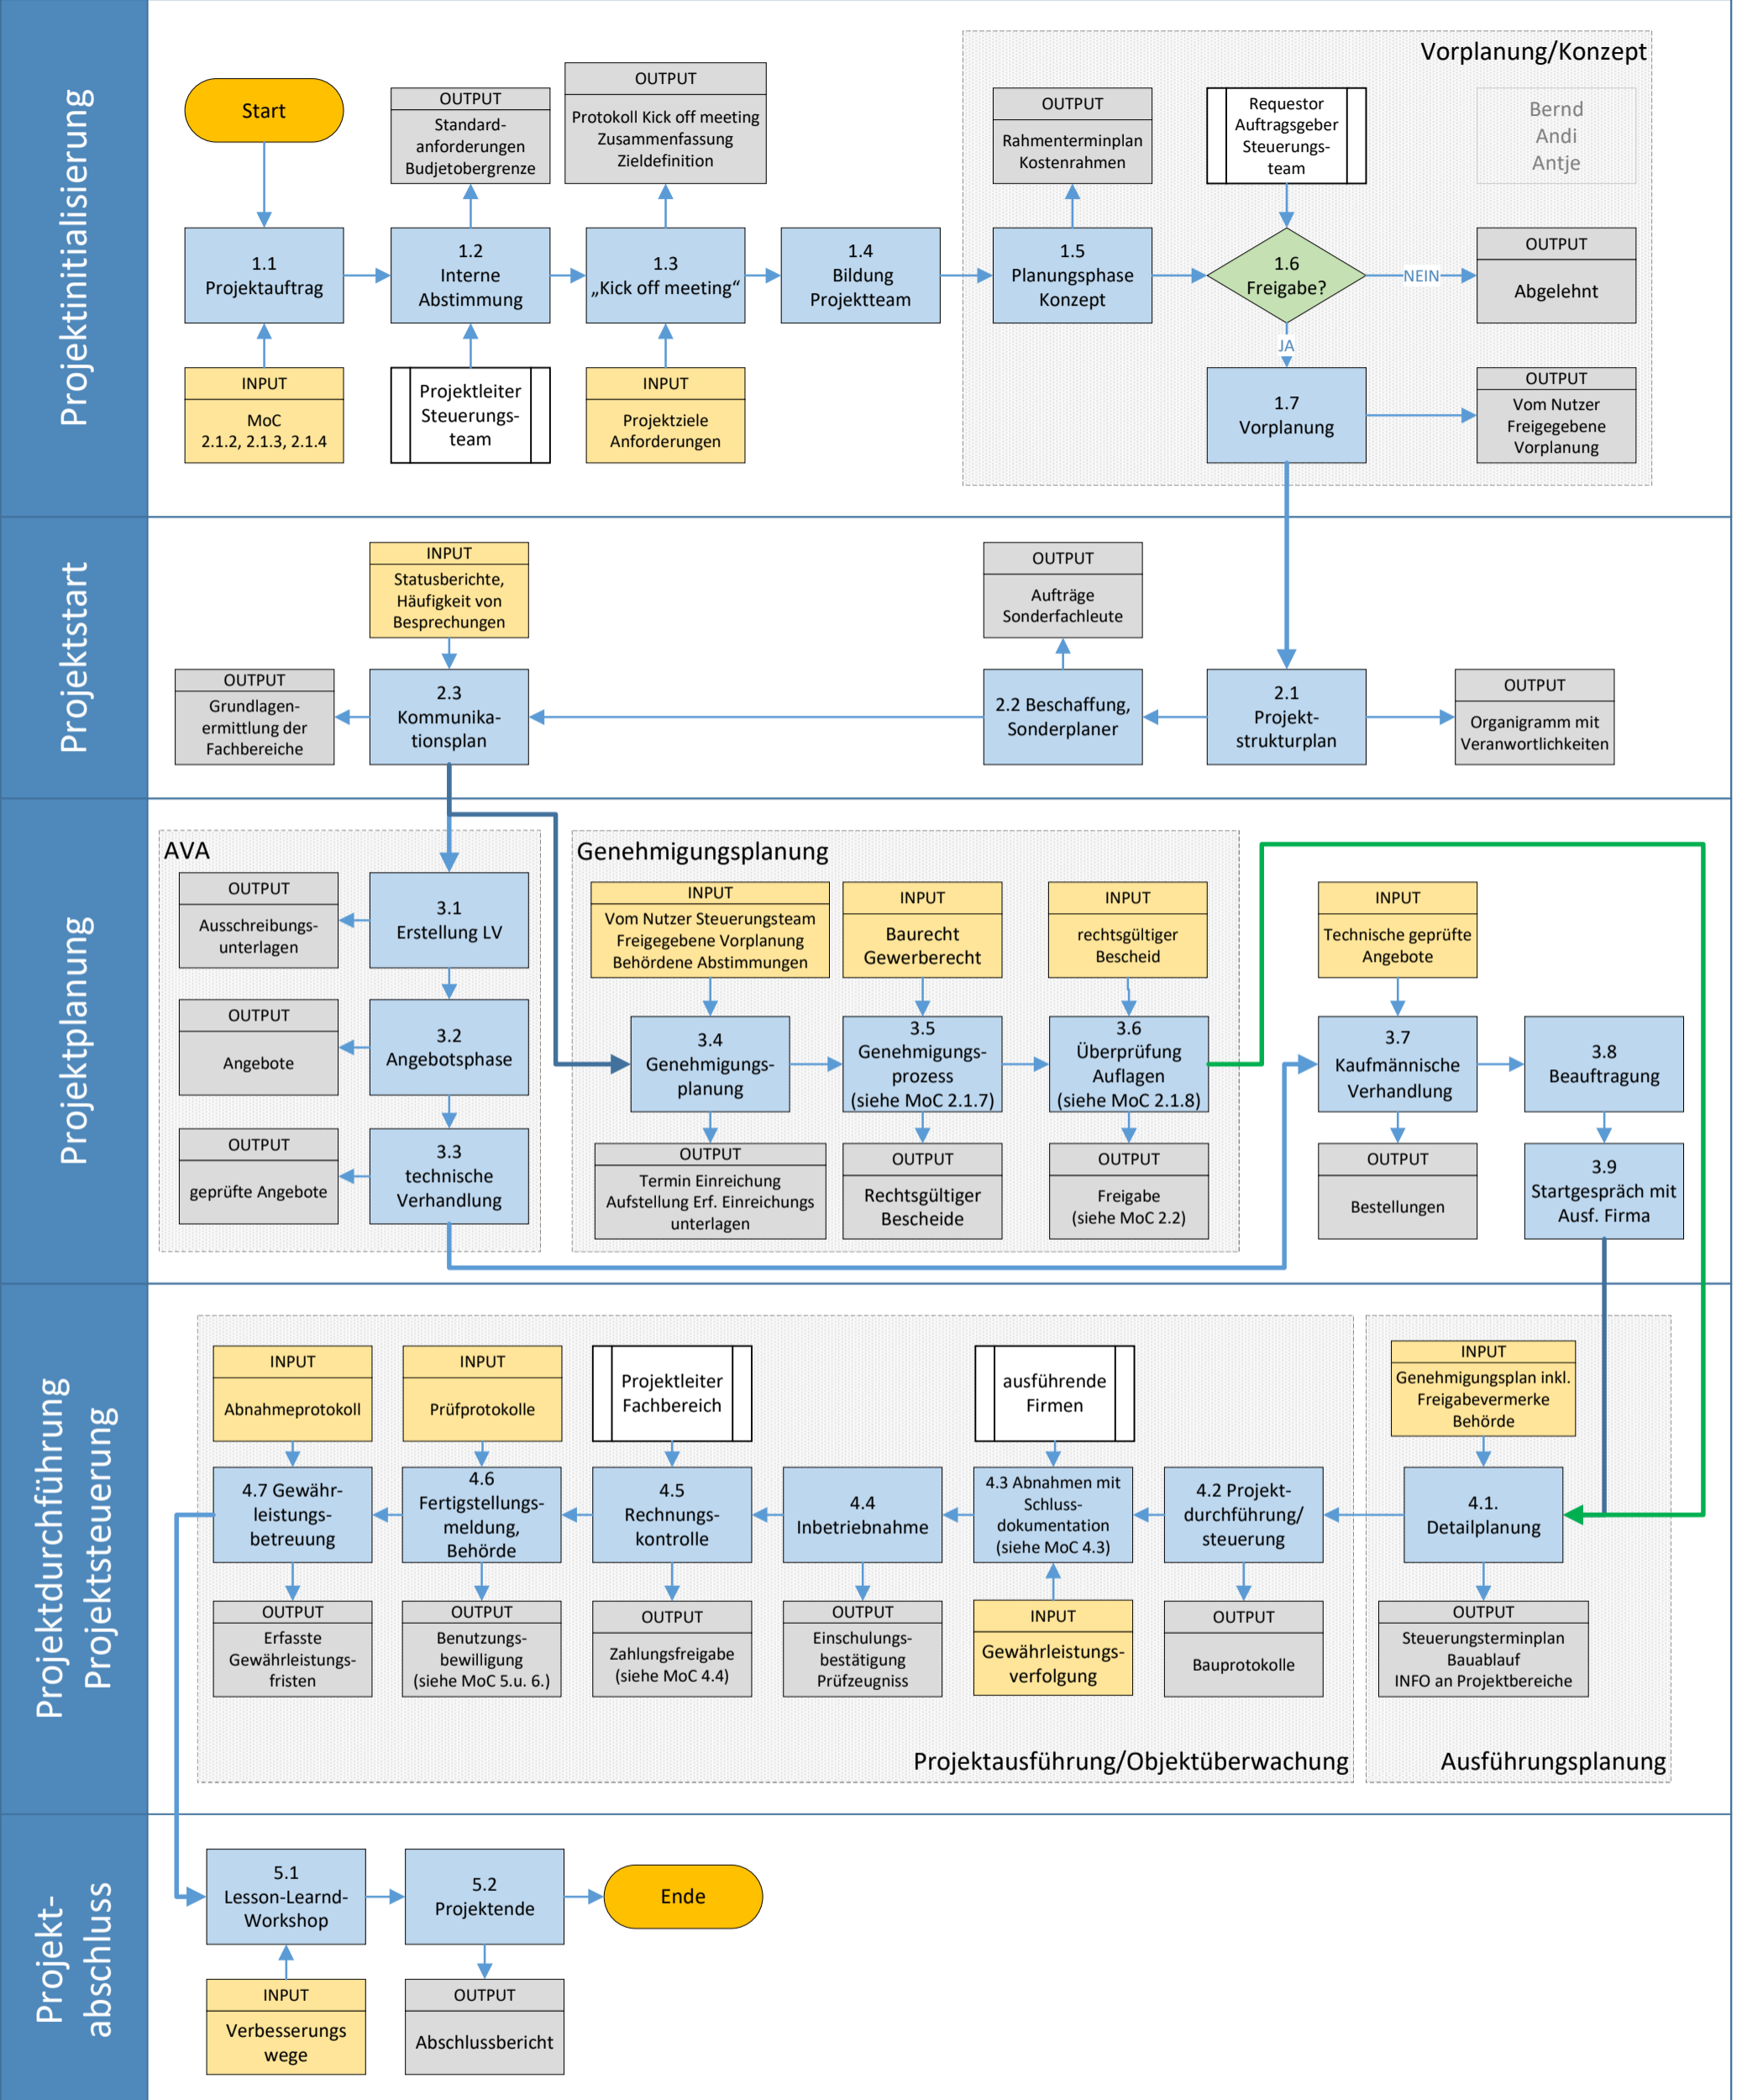 Projektinitialisierung
Vorplanung/Konzept
Start
OUTPUT
Standard-
anforderungen
Budjetobergrenze
OUTPUT
Protokoll Kick off meeting
Zusammenfassung
Zieldefinition
OUTPUT
Rahmenterminplan
Kostenrahmen
Requestor
Auftragsgeber
Steuerungs-
team
Bernd
Andi
Antje
1.1
Projektauftrag
1.2
Interne
Abstimmung
1.3
„Kick off meeting“
1.4
Bildung
Projektteam
1.5
Planungsphase
Konzept
1.6
Freigabe?
NEIN
OUTPUT
Abgelehnt
JA
INPUT
MoC
2.1.2, 2.1.3, 2.1.4
Projektleiter
Steuerungs-
team
INPUT
Projektziele
Anforderungen
1.7
Vorplanung
OUTPUT
Vom Nutzer
Freigegebene
Vorplanung
Projektstart
INPUT
Statusberichte,
Häufigkeit von
Besprechungen
OUTPUT
Aufträge
Sonderfachleute
OUTPUT
Grundlagen-
ermittlung der
Fachbereiche
2.3
Kommunika-
tionsplan
2.2 Beschaffung,
Sonderplaner
2.1
Projekt-
strukturplan
OUTPUT
Organigramm mit
Veranwortlichkeiten
Projektplanung
AVA
OUTPUT
Ausschreibungs-
unterlagen
3.1
Erstellung LV
OUTPUT
Angebote
3.2
Angebotsphase
OUTPUT
geprüfte Angebote
3.3
technische
Verhandlung
Genehmigungsplanung
INPUT
Vom Nutzer Steuerungsteam
Freigegebene Vorplanung
Behördene Abstimmungen
INPUT
Baurecht
Gewerberecht
INPUT
rechtsgültiger
Bescheid
3.4
Genehmigungs-
planung
3.5
Genehmigungs-
prozess
(siehe MoC 2.1.7)
3.6
Überprüfung
Auflagen
(siehe MoC 2.1.8)
OUTPUT
Termin Einreichung
Aufstellung Erf. Einreichungs
unterlagen
OUTPUT
Rechtsgültiger
Bescheide
OUTPUT
Freigabe
(siehe MoC 2.2)
INPUT
Technische geprüfte
Angebote
3.7
Kaufmännische
Verhandlung
3.8
Beauftragung
OUTPUT
Bestellungen
3.9
Startgespräch mit
Ausf. Firma
Projektdurchführung
Projektsteuerung
INPUT
Abnahmeprotokoll
INPUT
Prüfprotokolle
Projektleiter
Fachbereich
ausführende
Firmen
INPUT
Genehmigungsplan inkl.
Freigabevermerke
Behörde
4.7 Gewähr-
leistungs-
betreuung
4.6
Fertigstellungs-
meldung,
Behörde
4.5
Rechnungs-
kontrolle
4.4
Inbetriebnahme
4.3 Abnahmen mit
Schluss-
dokumentation
(siehe MoC 4.3)
4.2 Projekt-
durchführung/
steuerung
4.1.
Detailplanung
OUTPUT
Erfasste
Gewährleistungs-
fristen
OUTPUT
Benutzungs-
bewilligung
(siehe MoC 5.u. 6.)
OUTPUT
Zahlungsfreigabe
(siehe MoC 4.4)
OUTPUT
Einschulungs-
bestätigung
Prüfzeugniss
INPUT
Gewährleistungs-
verfolgung
OUTPUT
Bauprotokolle
OUTPUT
Steuerungsterminplan
Bauablauf
INFO an Projektbereiche
Projektausführung/Objektüberwachung
Ausführungsplanung
Projekt-
abschluss
5.1
Lesson-Learnd-
Workshop
5.2
Projektende
Ende
INPUT
Verbesserungs
wege
OUTPUT
Abschlussbericht